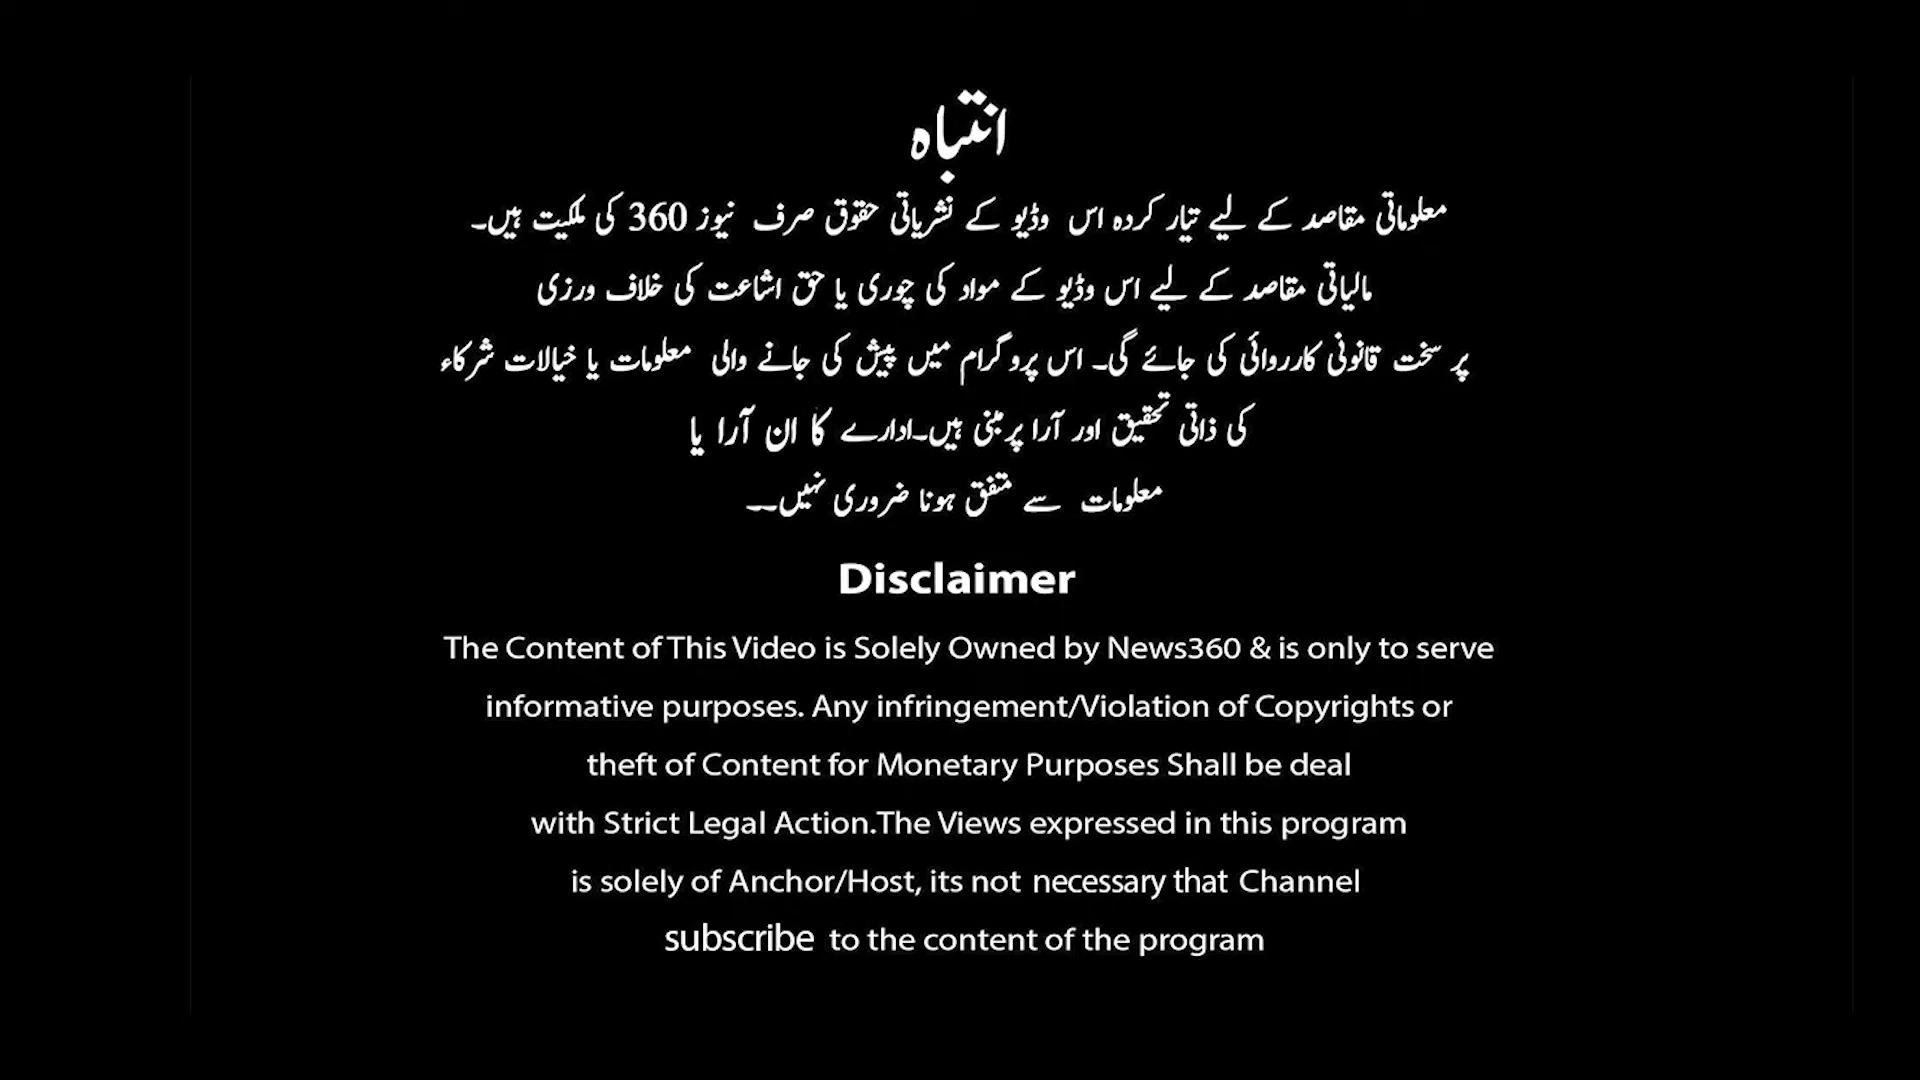 انتباہ
معلوماتی مقاصد کے لیے تیار کردہ اس وڈیو کے نشریاتی حقوق صرف نیوز 360 کی ملکیت ہیں۔
مالیاتی مقاصد کے لیے اس وڈیو کے مواد کی چوری یا حق اشاعت کی خلاف ورزی
پر سخت قانونی کارروائی کی جائے گی۔ اس پروگرام میں پیش کی جانے والی معلومات یا خیالات شرکاء
کی ذاتی تحقیق اور آرا پر مبنی ہیں۔ادارے کا ان آرا یا
معلومات سے متفق ہونا ضروری نہیں۔۔
Disclaimer
The Content of This Video is Solely Owned by News360 & is only to serve
informative purposes. Any infringement/Violation of Copyrights or
theft of Content for Monetary Purposes Shall be deal
with Strict Legal Action.The Views expressed in this program
is solely of Anchor/Host, its not necessary that Channel
subscribe to the content of the program